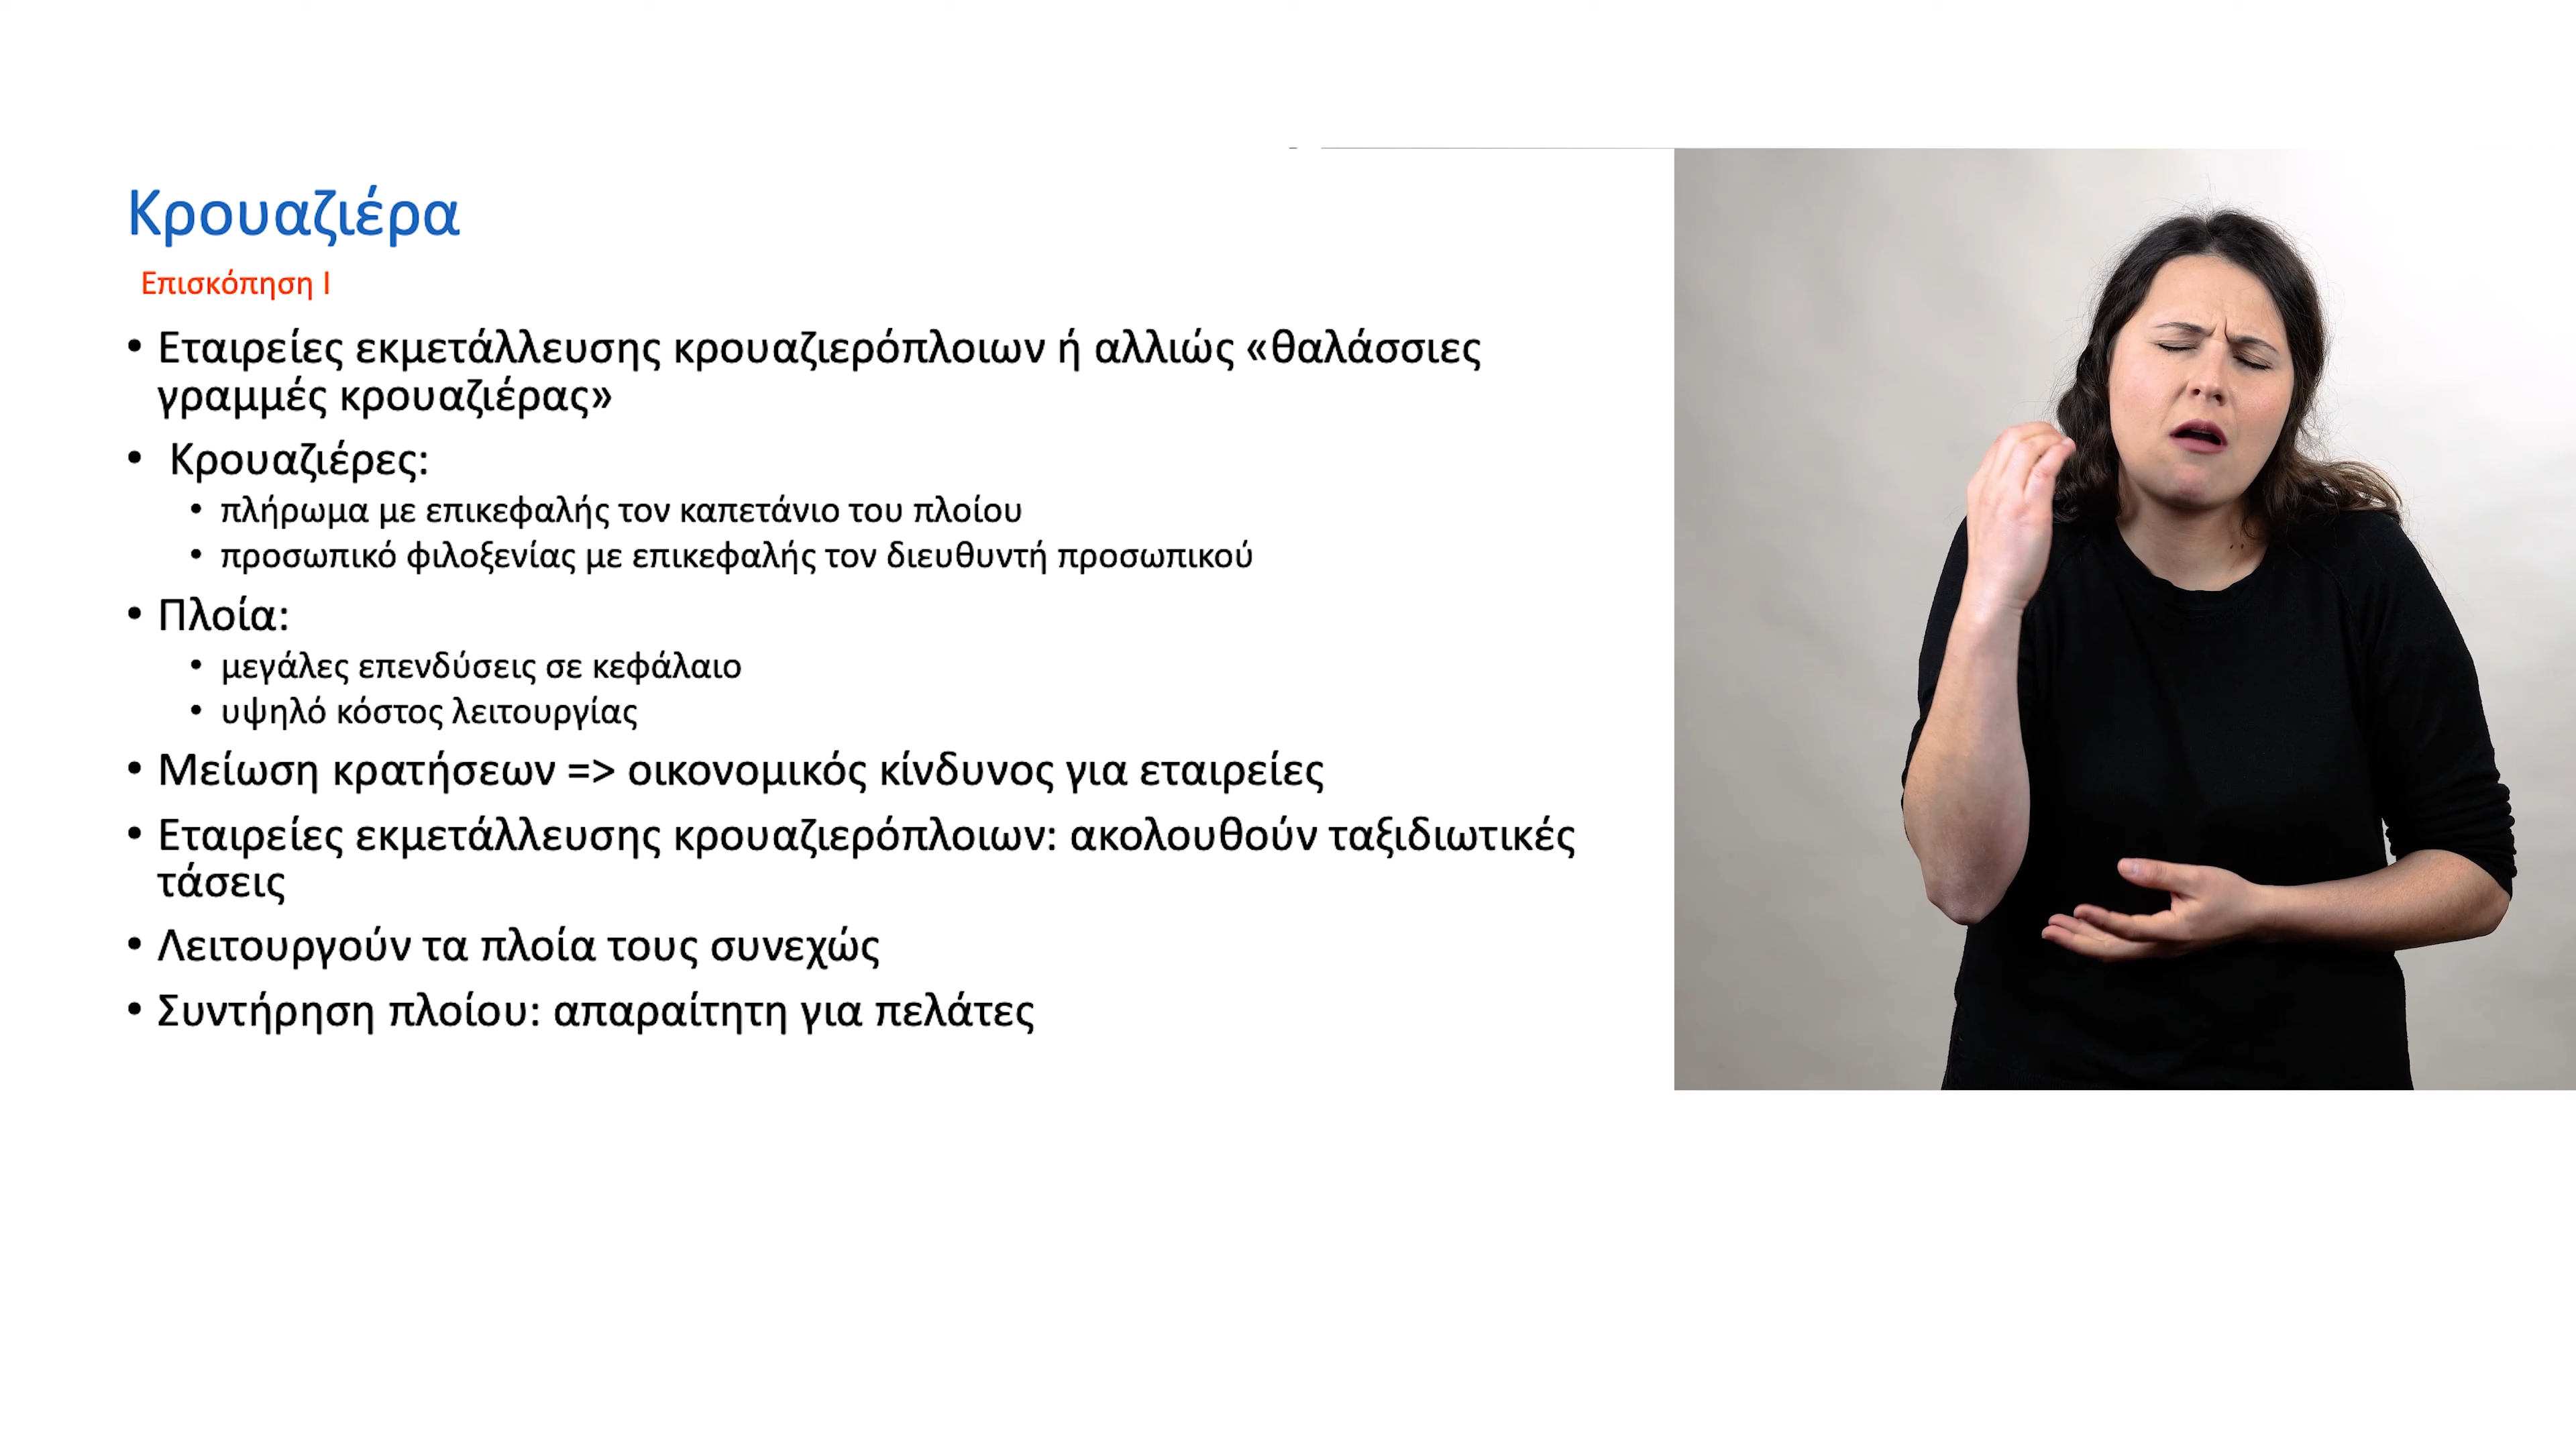 Κρουαζιέρα
Επισκόπηση Ι
• Εταιρείες εκμετάλλευσης κρουαζιερόπλοιων ή αλλιώς «θαλάσσιες
γραμμές κρουαζιέρας»
• Κρουαζιέρες:
• πλήρωμα με επικεφαλής τον καπετάνιο του πλοίου
• προσωπικό φιλοξενίας με επικεφαλής τον διευθυντή προσωπικού
• Πλοία:
• μεγάλες επενδύσεις σε κεφάλαιο
• υψηλό κόστος λειτουργίας
• Μείωση κρατήσεων => οικονομικός κίνδυνος για εταιρείες
• Εταιρείες εκμετάλλευσης κρουαζιερόπλοιων: ακολουθούν ταξιδιωτικές
τάσεις
• Λειτουργούν τα πλοία τους συνεχώς
• Συντήρηση πλοίου: απαραίτητη για πελάτες